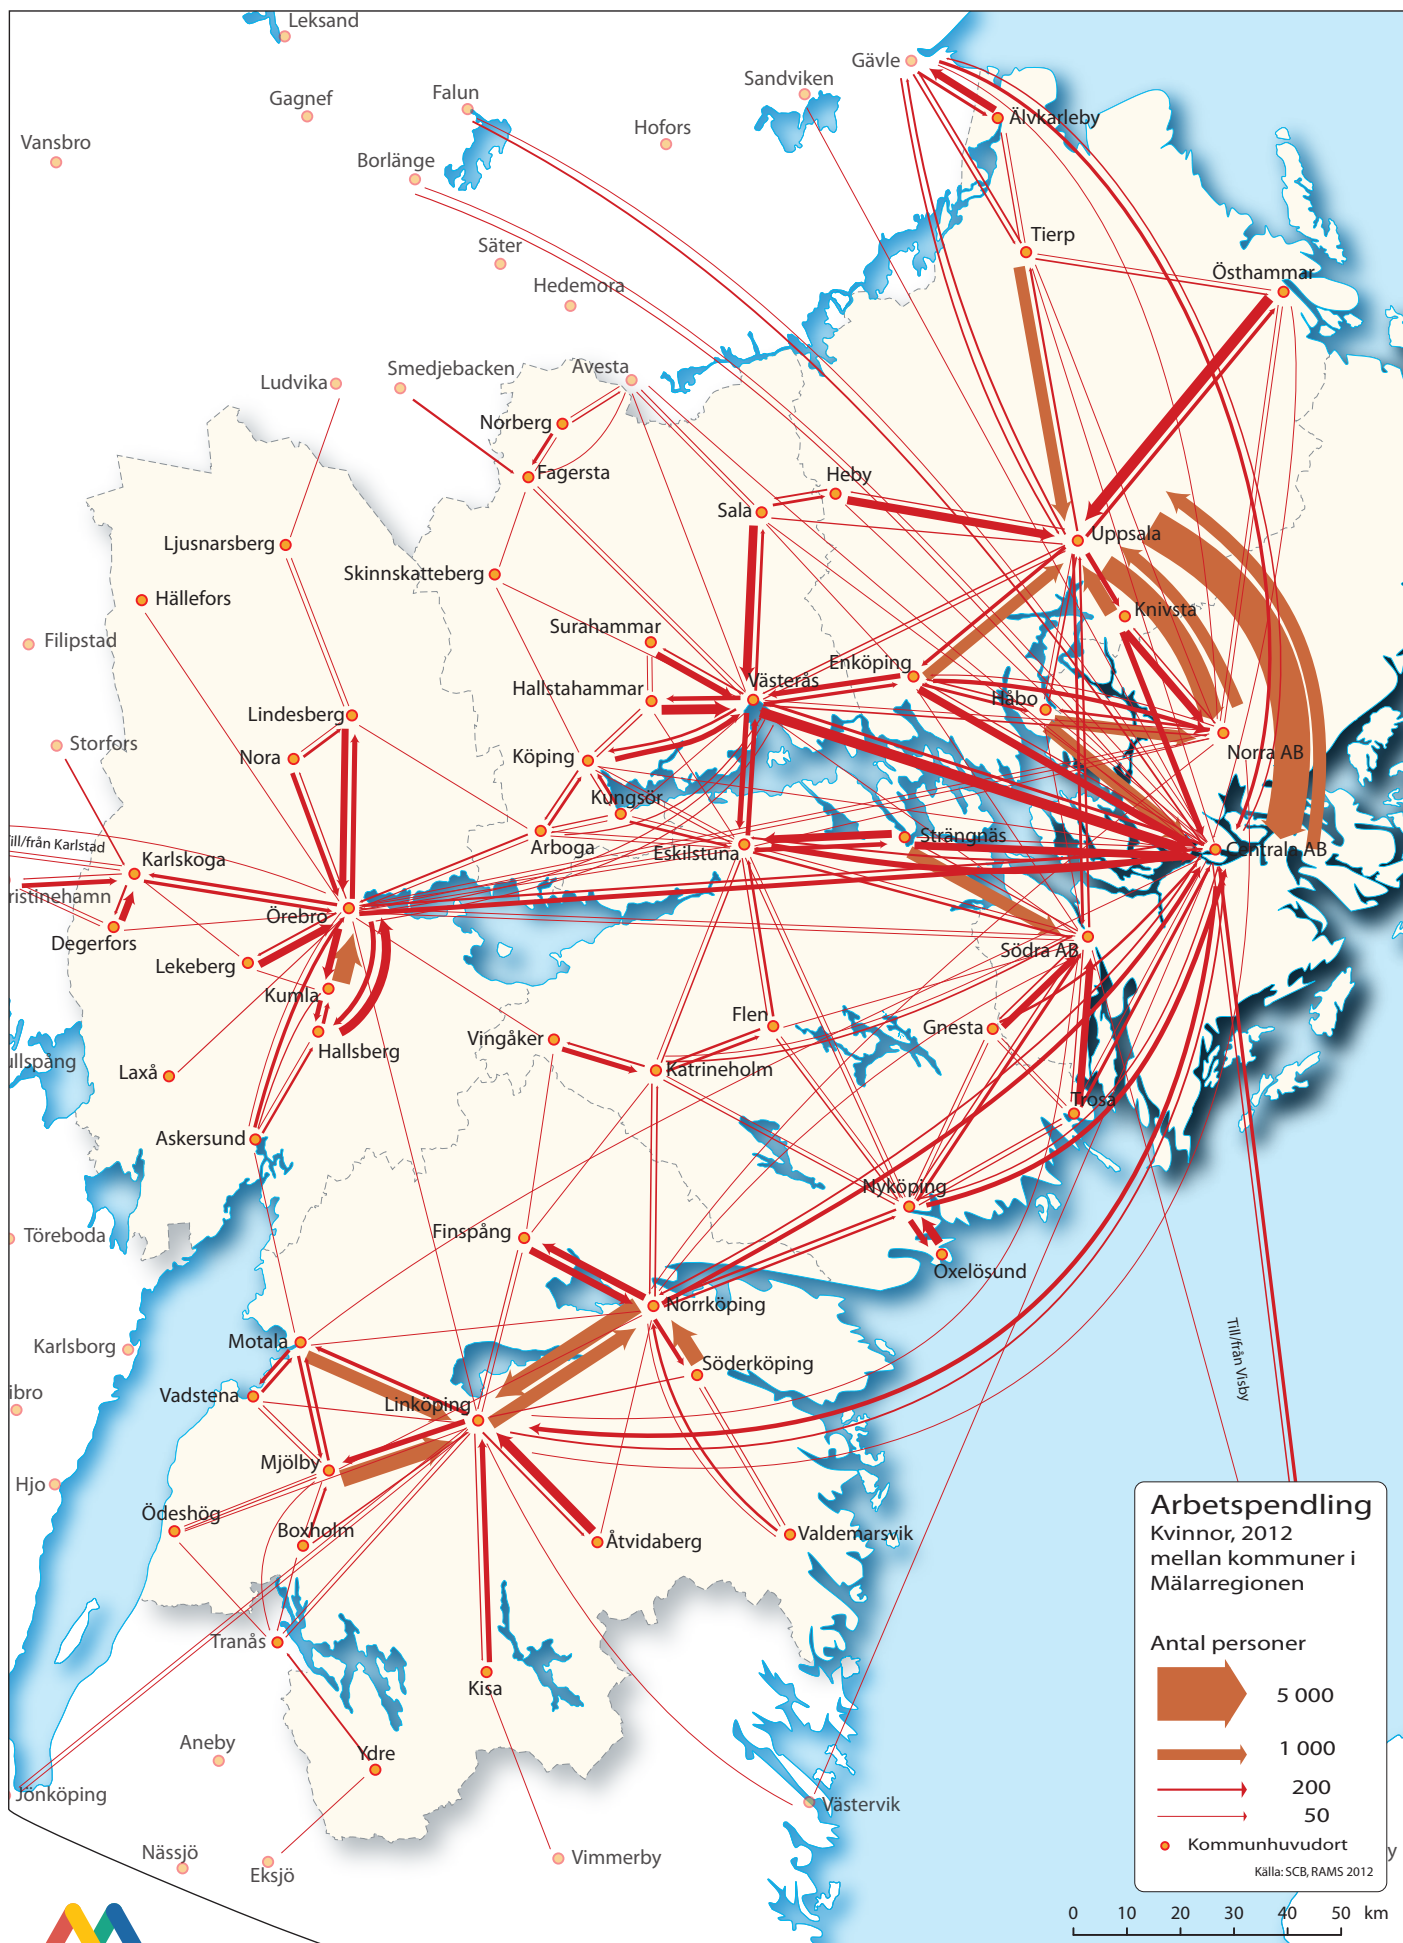 Leksand
Gävle
Sandviken
Gagnef
Falun
Älvkarleby
Hofors
Vansbro
Borlänge
Tierp
Säter
Östhammar
Hedemora
Avesta
Smedjebacken
Ludvika
Norberg
Fagersta
Heby
Sala
Uppsala
Ljusnarsberg
Skinnskatteberg
Hällefors
Knivsta
Surahammar
Filipstad
Enköping
Västerås
Hallstahammar
Håbo
Lindesberg
Storfors
Nora
Köping
Norra AB
Kungsör
Strängnäs
Till/från Karlstad
Arboga
Eskilstuna
Centrala AB
Karlskoga
ristinehamn
Örebro
Degerfors
Södra AB
Lekeberg
Kumla
Flen
Gnesta
Vingåker
Hallsberg
ullspång
Laxå
Katrineholm
Trosa
Askersund
Nyköping
Töreboda
Finspång
Oxelösund
Norrköping
Motala
Karlsborg
Söderköping
Till/från Visby
Vadstena
Linköping
ibro
Mjölby
Hjo
Ödeshög
Boxholm
Åtvidaberg
Valdemarsvik
Tranås
Kisa
Aneby
Ydre
Jönköping
Västervik
Nässjö
Eksjö
Vimmerby
Arbetspendling
Kvinnor, 2012
mellan kommuner i
Mälarregionen
Antal personer
5 000
1 000
200
50
Kommunhuvudort
y
Källa: SCB, RAMS 2012
0 10 20 30 40 50 km